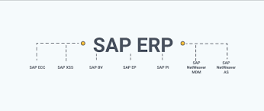 SAP ERP
SAP ECC
SAP XSS
SAP BY
SAP EP
SAP PI
SAP
NetWeaver
MDM
SAP
NetWeaver
AS